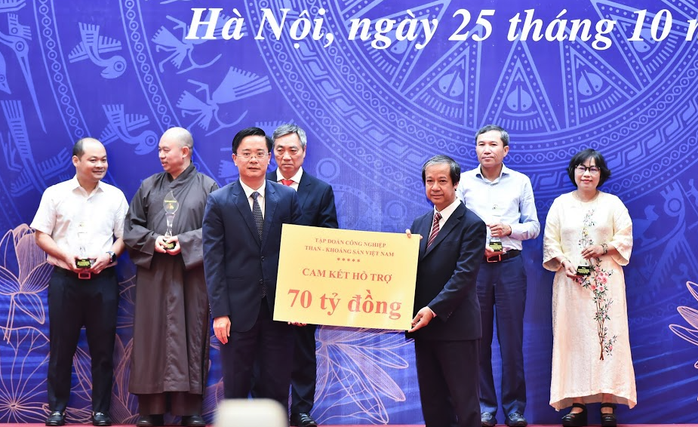 Hà Nội, ngày 25 tháng 10 n
TẬP ĐOÀN CÔNG NGHIỆP
THAN - KHOÁNG SẢN VIỆT NAM
*****
CAM KẾT HỖ TRỢ
70 tỷ đồng